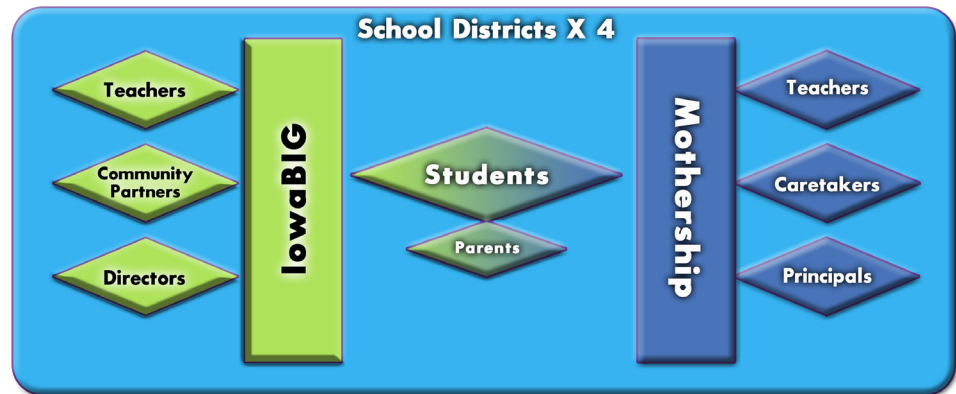 School Districts X 4
Teachers
Community
Partners
Directors
IowaBIG
Students
Parents
Mothership
Teachers
Caretakers
Principals